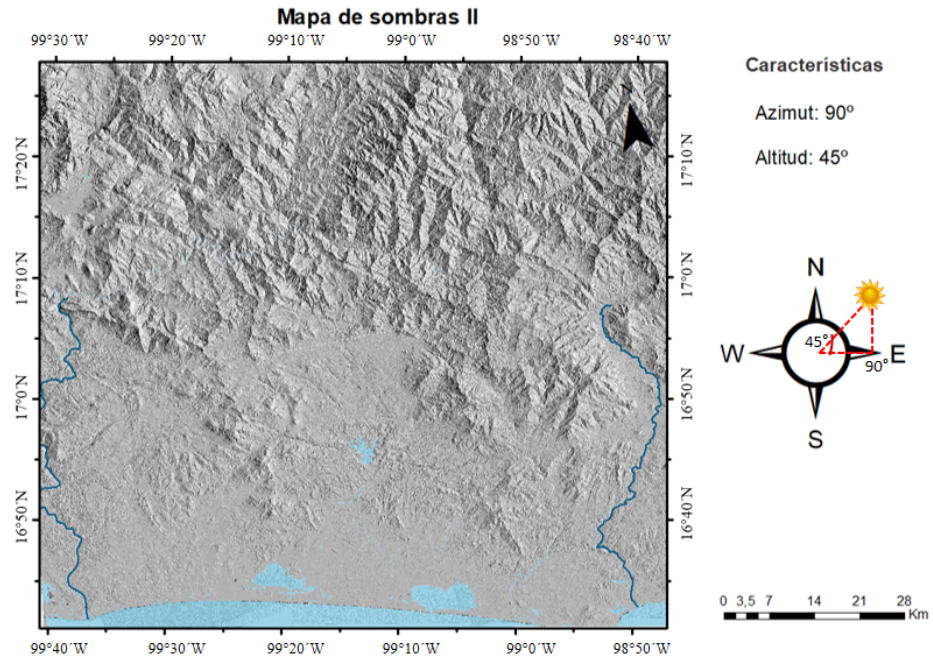 Mapa de sombras II
99°30´W 99°20´W 99°10´W 99°0´W 98°50´W 98°40´W
17°20´N
17°10´N
17°0´N
16°50´N
17°10´N
17°0´N
16°50´N
16°40´N
99°40´W 99°30´W 99°20´W 99°10´W 99°0´W 98°50´W
Características
Azimut: 90º
Altitud: 45º
N
45°
W
E
90°
S
0 3,5 7 14 21 28
Km